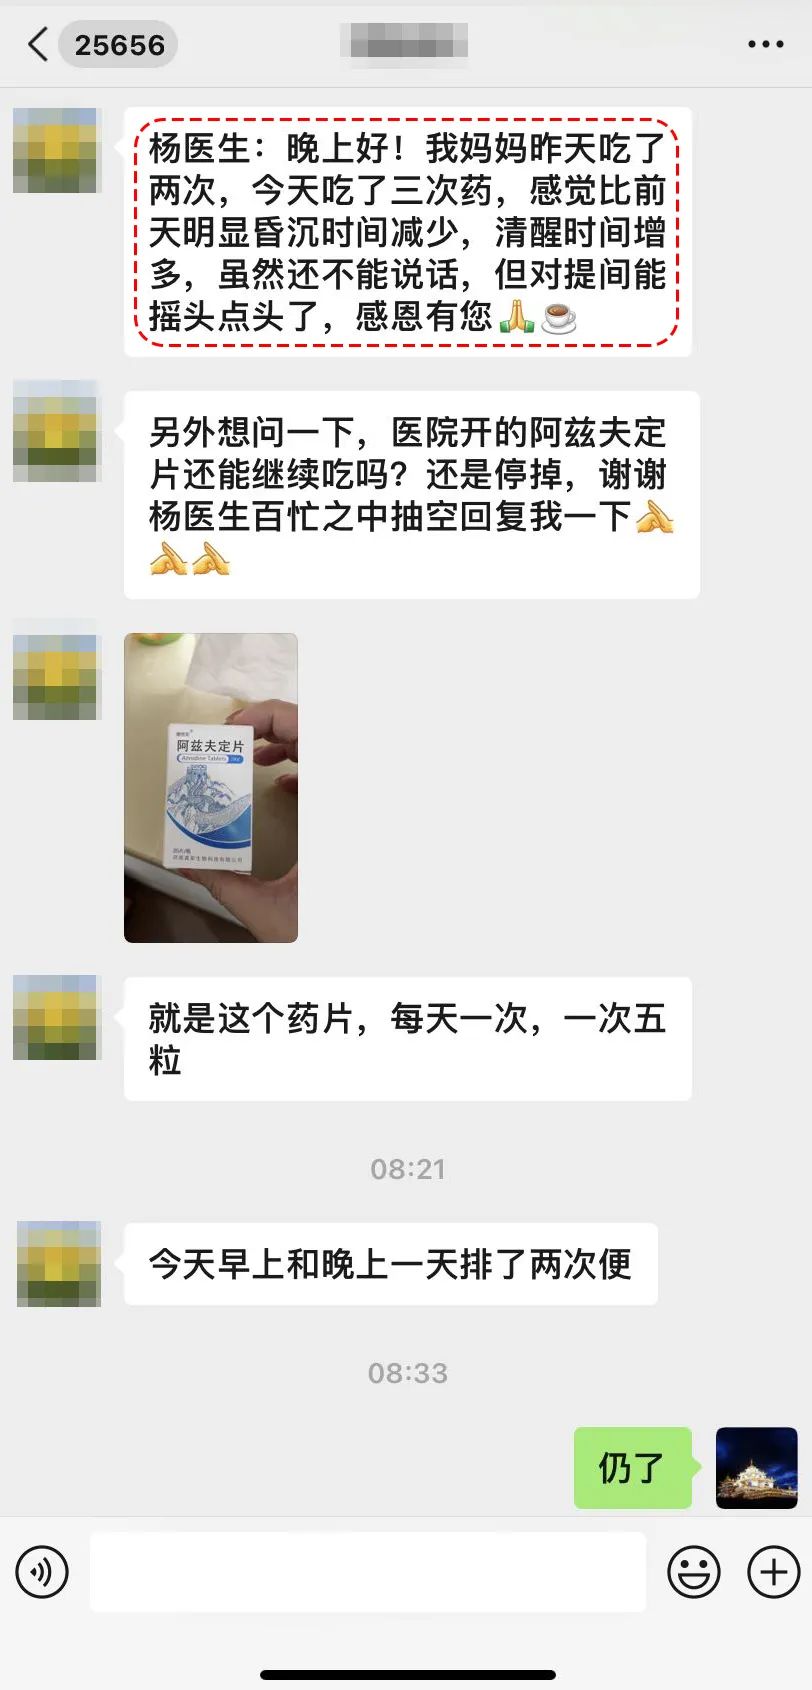 25656
杨医生：晚上好！我妈妈昨天吃了
两次，今天吃了三次药，感觉比前
天明显昏沉时间减少，清醒时间增
多，虽然还不能说话，但对提间能
摇头点头了，感恩有您🙏☕
另外想问一下，医院开的阿兹夫定
片还能继续吃吗？还是停掉，谢谢
杨医生百忙之中抽空回复我一下
阿兹夫定片
Azvudine Tablets
就是这个药片，每天一次，一次五
粒
08:21
今天早上和晚上一天排了两次便
08:33
仍了